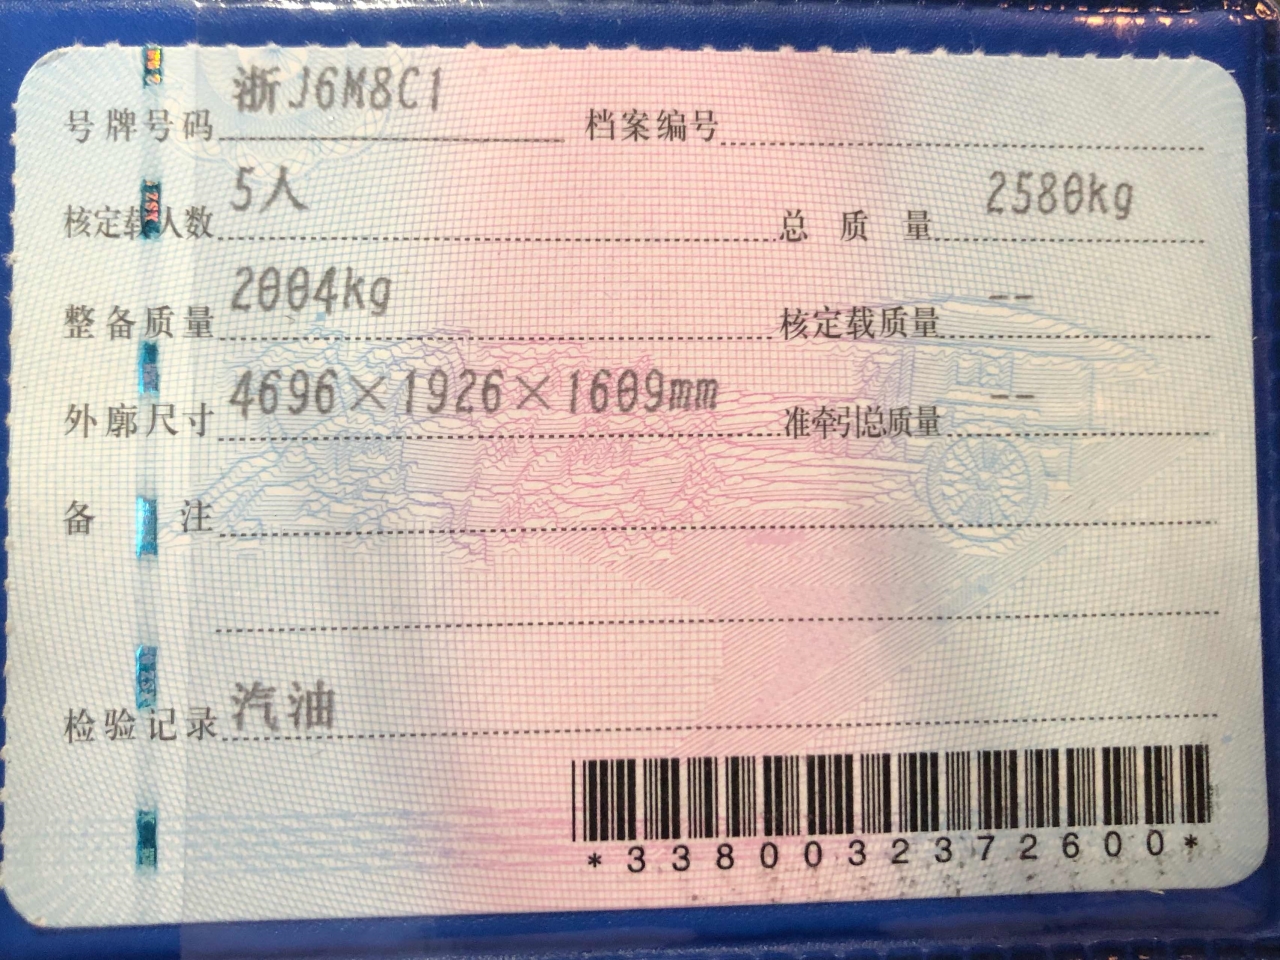 号牌号码 浙J6M8C1 档案编号
核定载人数 5人 总质量 2580kg
整备质量 2004kg 核定载质量 --
外廓尺寸 4696×1926×1609mm 准牵引总质量 --
备注
检验记录 汽油
*3380032372600*